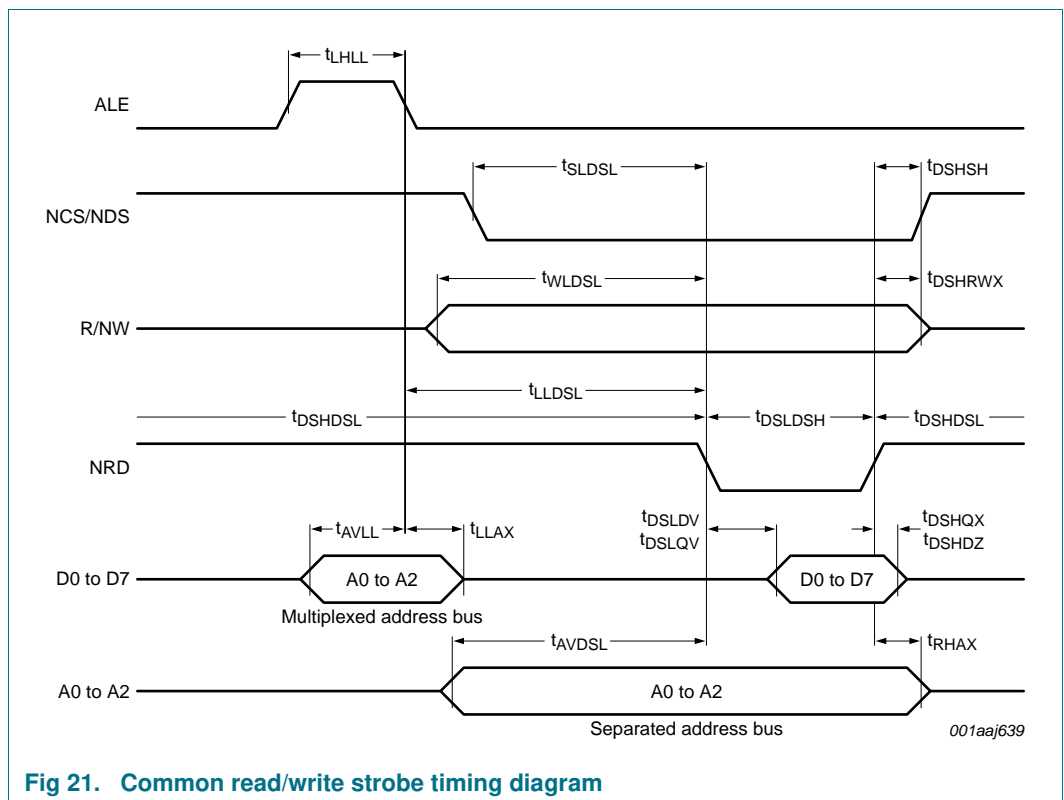 tLHLL
ALE
tSLDSL
tDSHSH
NCS/NDS
tWLDSL
tDSHRWX
R/NW
tLLDSL
tDSHDSL
tDSLDSH
tDSHDSL
NRD
tAVLL
tLLAX
tDSLDV
tDSLQV
tDSHQX
tDSHDZ
D0 to D7
A0 to A2
D0 to D7
Multiplexed address bus
tAVDSL
tRHAX
A0 to A2
A0 to A2
Separated address bus
001aaj639
Fig 21. Common read/write strobe timing diagram